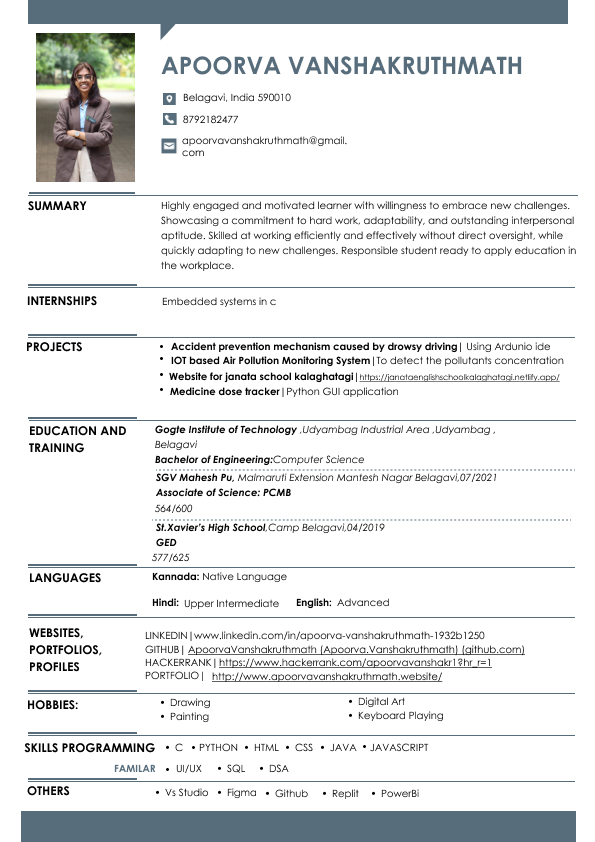 APOORVA VANSHAKRUTHMATH
Belagavi, India 590010
8792182477
apoorvavanshakruthmath@gmail.
com
SUMMARY
Highly engaged and motivated learner with willingness to embrace new challenges.
Showcasing a commitment to hard work, adaptability, and outstanding interpersonal
aptitude. Skilled at working efficiently and effectively without direct oversight, while
quickly adapting to new challenges. Responsible student ready to apply education in
the workplace.
INTERNSHIPS
Embedded systems in c
PROJECTS
• Accident prevention mechanism caused by drowsy driving| Using Ardunio ide
• IOT based Air Pollution Monitoring System|To detect the pollutants concentration
• Website for janata school kalaghatagi|https://janataenglishschoolkalaghatagi.netlify.app/
• Medicine dose tracker|Python GUI application
EDUCATION AND
TRAINING
Gogte Institute of Technology ,Udyambag Industrial Area ,Udyambag ,
Belagavi
Bachelor of Engineering:Computer Science
SGV Mahesh Pu, Malmaruti Extension Mantesh Nagar Belagavi,07/2021
Associate of Science: PCMB
564/600
St.Xavier's High School,Camp Belagavi,04/2019
GED
577/625
LANGUAGES
Kannada: Native Language
Hindi: Upper Intermediate English: Advanced
WEBSITES,
PORTFOLIOS,
PROFILES
LINKEDIN|www.linkedin.com/in/apoorva-vanshakruthmath-1932b1250
GITHUB| ApoorvaVanshakruthmath (Apoorva.Vanshakruthmath) (github.com)
HACKERRANK|https://www.hackerrank.com/apoorvavanshakr1?hr_r=1
PORTFOLIO| http://www.apoorvavanshakruthmath.website/
HOBBIES:
• Drawing • Digital Art
• Painting • Keyboard Playing
SKILLS PROGRAMMING • C • PYTHON • HTML • CSS • JAVA • JAVASCRIPT
FAMILAR • UI/UX • SQL • DSA
OTHERS • Vs Studio • Figma • Github • Replit • PowerBi